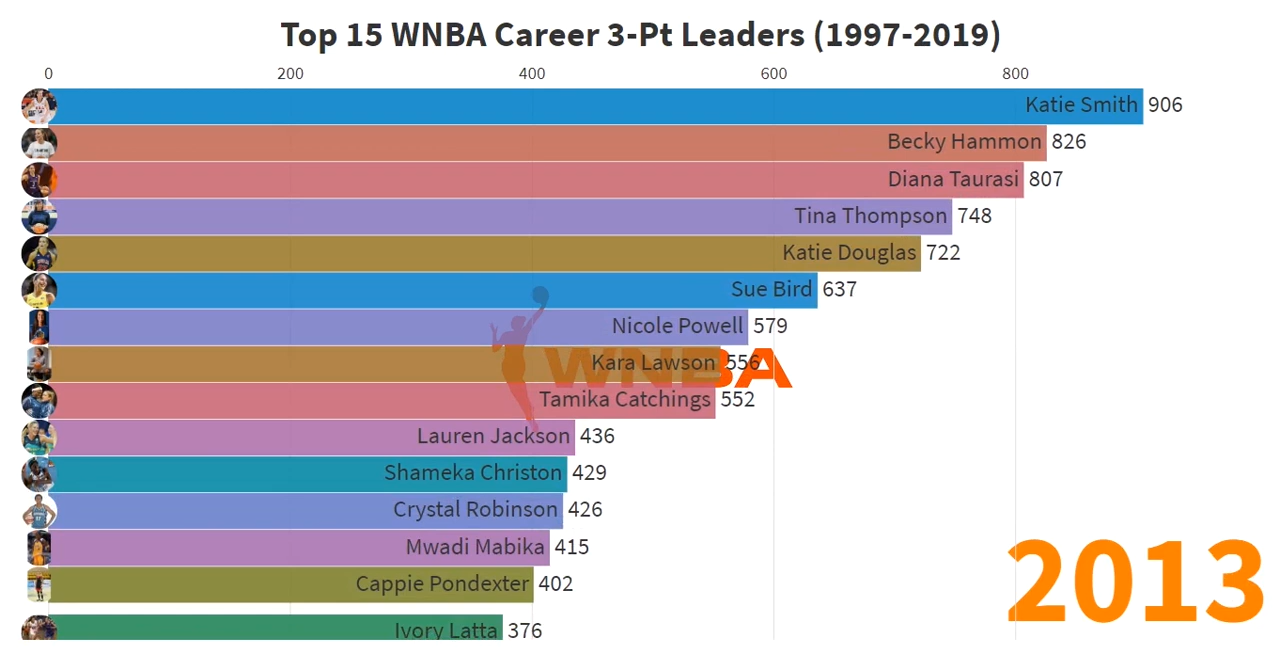 Top 15 WNBA Career 3-Pt Leaders (1997-2019)
0 200 400 600 800
Katie Smith 906
Becky Hammon 826
Diana Taurasi 807
Tina Thompson 748
Katie Douglas 722
Sue Bird 637
Nicole Powell 579
Kara Lawson 556
WNBA
Tamika Catchings 552
Lauren Jackson 436
Shameka Christon 429
Crystal Robinson 426
Mwadi Mabika 415
Cappie Pondexter 402
Ivory Latta 376
2013